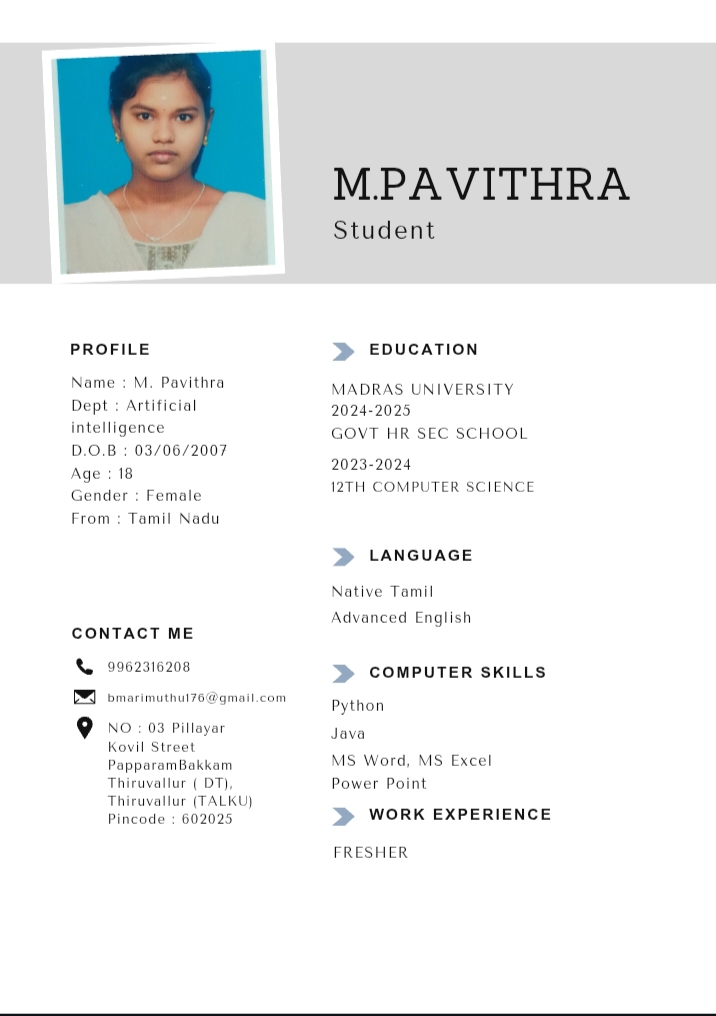 M.PAVITHRA
Student
PROFILE
Name : M. Pavithra
Dept : Artificial
intelligence
D.O.B : 03/06/2007
Age : 18
Gender : Female
From : Tamil Nadu
CONTACT ME
9962316208
bmarimuthu176@gmail.com
NO : 03 Pillayar
Kovil Street
PapparamBakkam
Thiruvallur ( DT),
Thiruvallur (TALKU)
Pincode : 602025
EDUCATION
MADRAS UNIVERSITY
2024-2025
GOVT HR SEC SCHOOL
2023-2024
12TH COMPUTER SCIENCE
LANGUAGE
Native Tamil
Advanced English
COMPUTER SKILLS
Python
Java
MS Word, MS Excel
Power Point
WORK EXPERIENCE
FRESHER